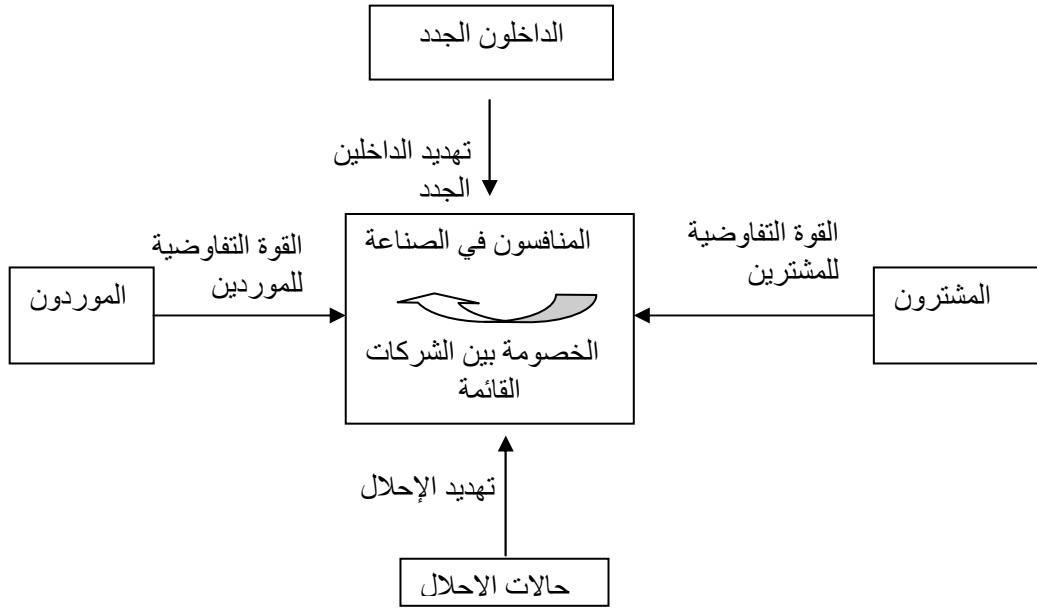 الداخلون الجدد
تهديد الداخلين
الجدد
القوة التفاوضية
للمشترين
المشترون
المنافسون في الصناعة
الخصومة بين الشركات
القائمة
القوة التفاوضية
للموردين
الموردون
تهديد الإحلال
حالات الاحلال